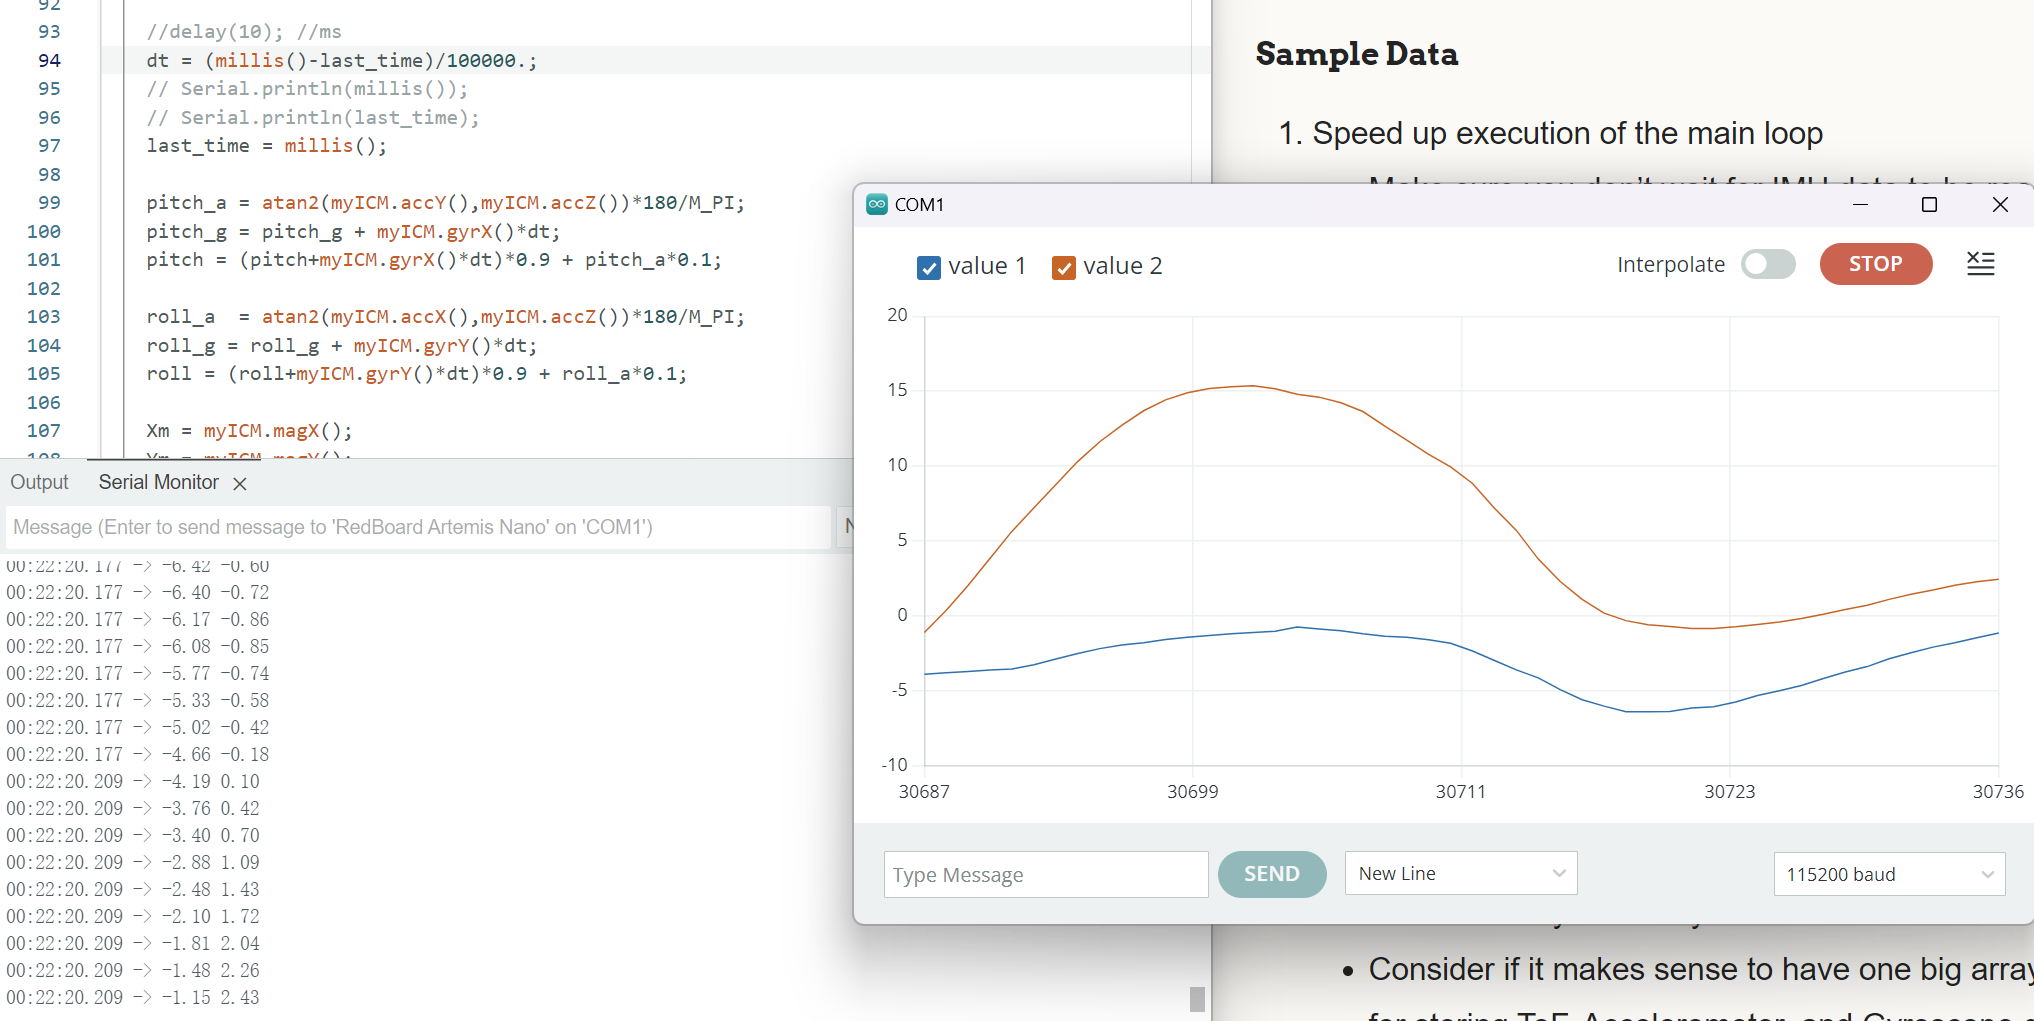 92
93 //delay(10); //ms
94 dt = (millis()-last_time)/100000.;
95 // Serial.println(millis());
96 // Serial.println(last_time);
97 last_time = millis();
98
99 pitch_a = atan2(myICM.accY(),myICM.accZ())*180/M_PI;
100 pitch_g = pitch_g + myICM.gyrX()*dt;
101 pitch = (pitch+myICM.gyrX()*dt)*0.9 + pitch_a*0.1;
102
103 roll_a  = atan2(myICM.accX(),myICM.accZ())*180/M_PI;
104 roll_g = roll_g + myICM.gyrY()*dt;
105 roll = (roll+myICM.gyrY()*dt)*0.9 + roll_a*0.1;
106
107 Xm = myICM.magX();
108 Ym = myICM.magY();
Output Serial Monitor
Message (Enter to send message to 'RedBoard Artemis Nano' on 'COM1')
N
00:22:20.177 -> -6.42 -0.60
00:22:20.177 -> -6.40 -0.72
00:22:20.177 -> -6.17 -0.86
00:22:20.177 -> -6.08 -0.85
00:22:20.177 -> -5.77 -0.74
00:22:20.177 -> -5.33 -0.58
00:22:20.177 -> -5.02 -0.42
00:22:20.177 -> -4.66 -0.18
00:22:20.209 -> -4.19 0.10
00:22:20.209 -> -3.76 0.42
00:22:20.209 -> -3.40 0.70
00:22:20.209 -> -2.88 1.09
00:22:20.209 -> -2.48 1.43
00:22:20.209 -> -2.10 1.72
00:22:20.209 -> -1.81 2.04
00:22:20.209 -> -1.48 2.26
00:22:20.209 -> -1.15 2.43
Sample Data
1. Speed up execution of the main loop
COM1
value 1 value 2
Interpolate STOP
20
15
10
5
0
-5
-10
30687 30699 30711 30723 30736
Type Message SEND New Line 115200 baud
Consider if it makes sense to have one big array
for storing ToF, Accelerometer, and Gyroscope